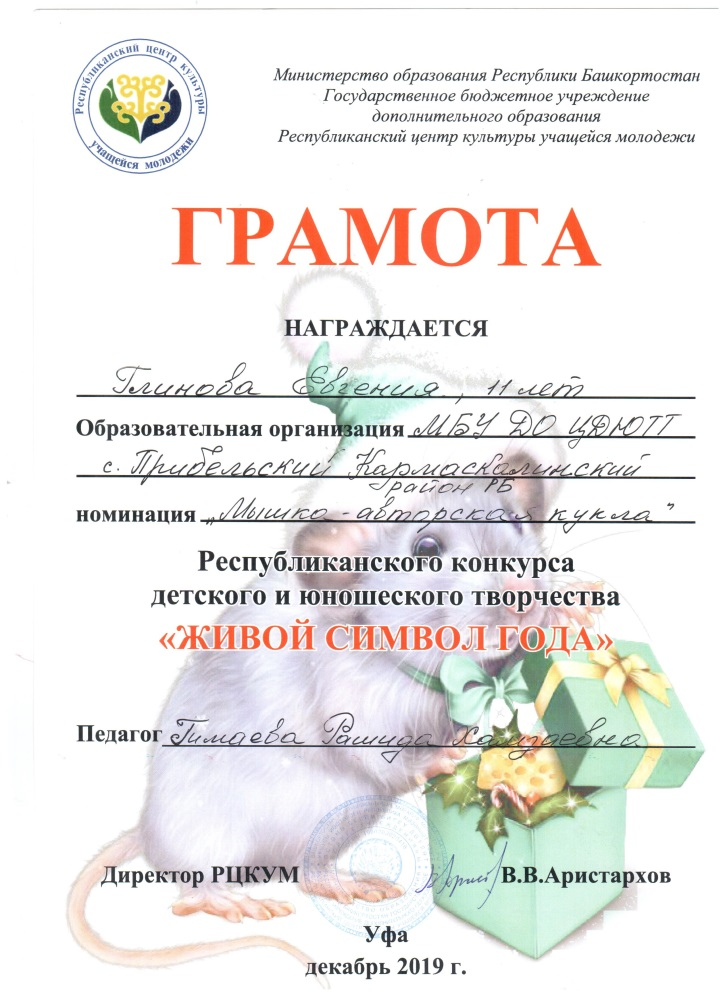 Республиканский центр культуры
учащейся молодежи
Министерство образования Республики Башкортостан
Государственное бюджетное учреждение
дополнительного образования
Республиканский центр культуры учащейся молодежи
ГРАМОТА
НАГРАЖДАЕТСЯ
Глинова Евгения, 11 лет
Образовательная организация МБУ ДО ЦДЮТТ
с. Прибельский Кармаскалинский
район РБ
номинация „Мышка - авторская кукла"
Республиканского конкурса
детского и юношеского творчества
«ЖИВОЙ СИМВОЛ ГОДА»
Педагог Гимаева Рашида Хамзаевна
Директор РЦКУМ В.В.Аристархов
Уфа
декабрь 2019 г.